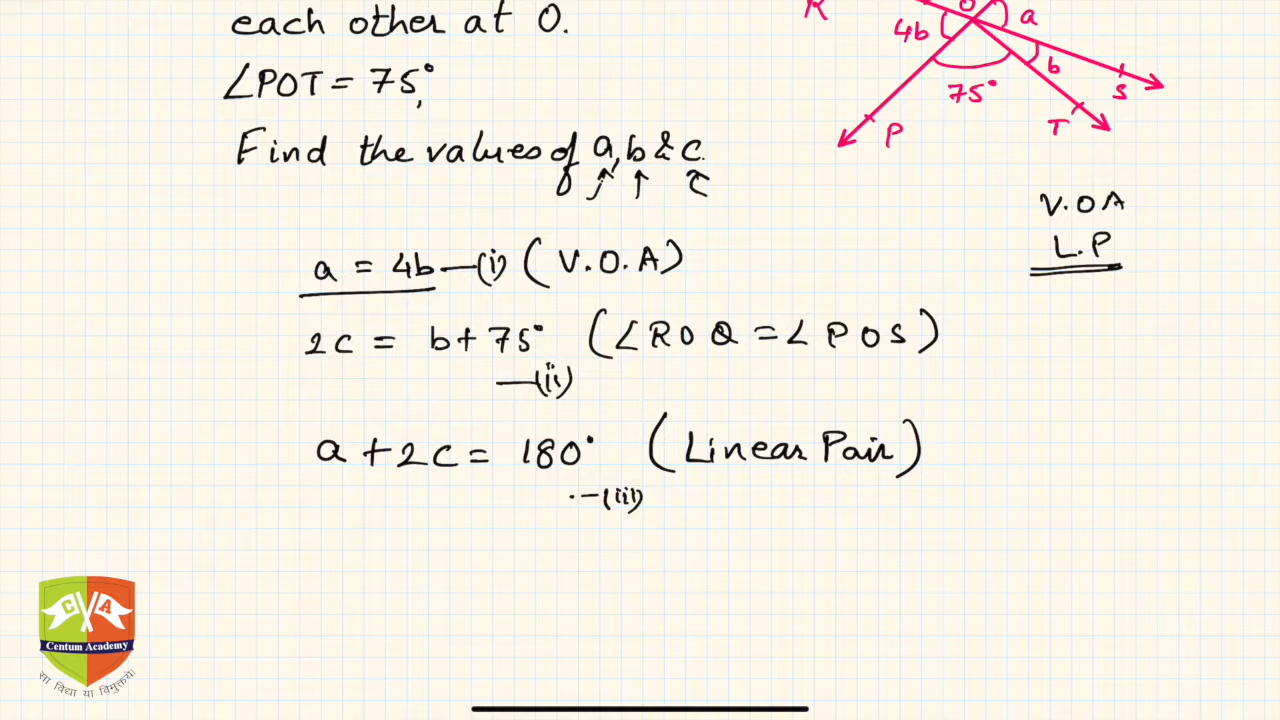 each other at O.
∠POT = 75°,
Find the values of a, b & c.
R
O
a
4b
b
75°
S
T
P
V.O.A
L.P
a = 4b —(i) (V.O.A)
2c = b + 75° (∠ROQ = ∠POS)
—(ii)
a + 2c = 180° (Linear Pair)
—(iii)
C A
Centum Academy
सा विद्या या विमुक्तये।